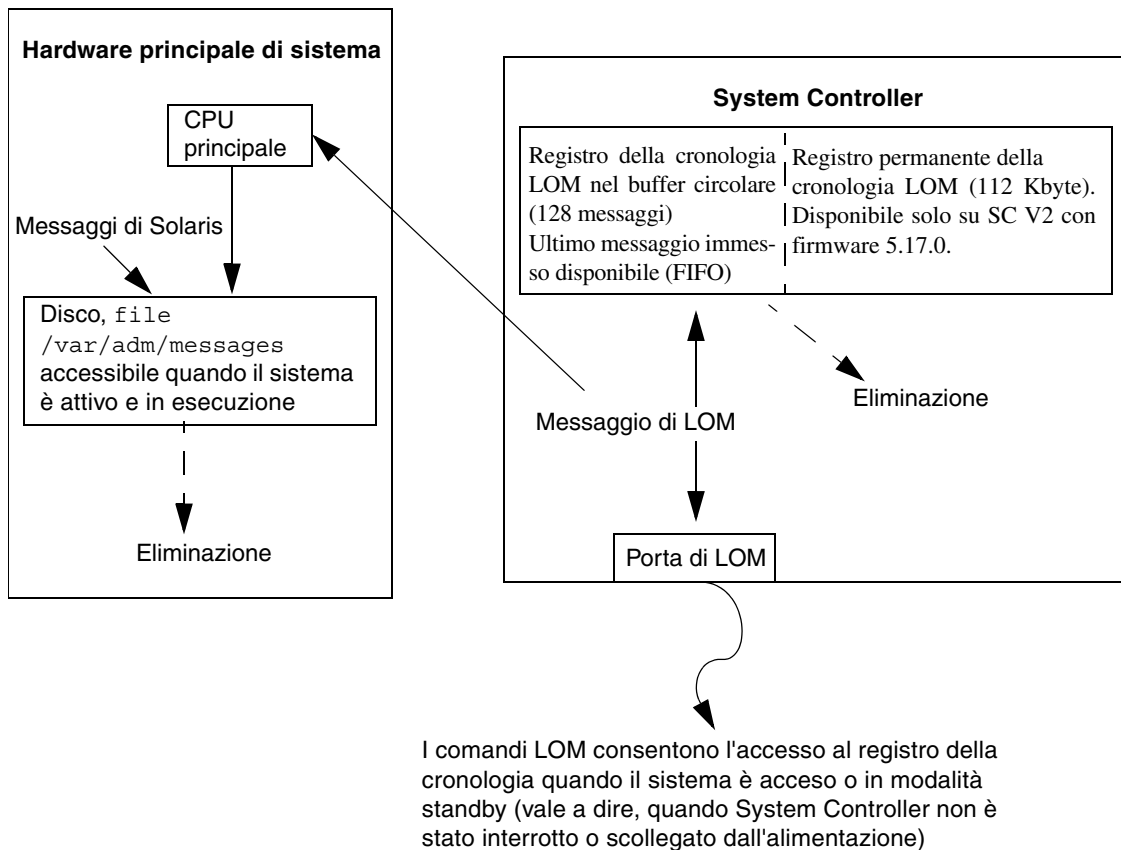 Hardware principale di sistema
CPU
principale
Messaggi di Solaris
Disco, file
/var/adm/messages
accessibile quando il sistema
è attivo e in esecuzione
Eliminazione
System Controller
Registro della cronologia
LOM nel buffer circolare
(128 messaggi)
Ultimo messaggio immes-
so disponibile (FIFO)
Registro permanente della
cronologia LOM (112 Kbyte).
Disponibile solo su SC V2 con
firmware 5.17.0.
Eliminazione
Messaggio di LOM
Porta di LOM
I comandi LOM consentono l'accesso al registro della
cronologia quando il sistema è acceso o in modalità
standby (vale a dire, quando System Controller non è
stato interrotto o scollegato dall'alimentazione)